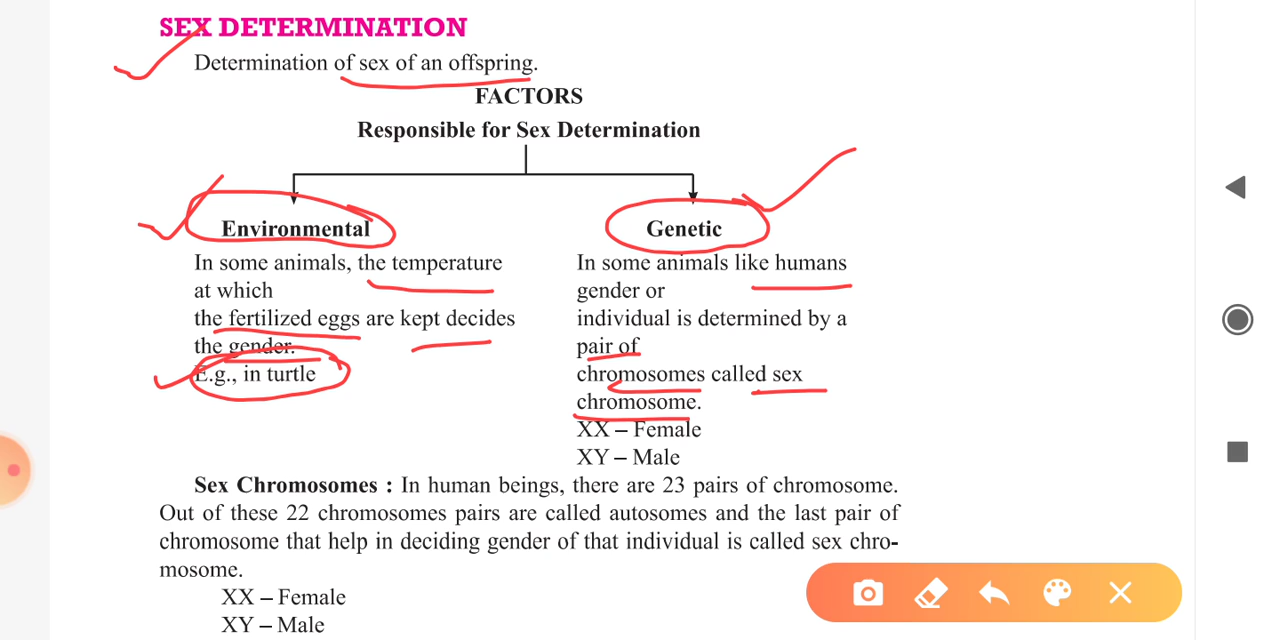 SEX DETERMINATION
Determination of sex of an offspring.
FACTORS
Responsible for Sex Determination
Environmental
In some animals, the temperature
at which
the fertilized eggs are kept decides
the gender.
E.g., in turtle
Genetic
In some animals like humans
gender or
individual is determined by a
pair of
chromosomes called sex
chromosome.
XX – Female
XY – Male
Sex Chromosomes : In human beings, there are 23 pairs of chromosome.
Out of these 22 chromosomes pairs are called autosomes and the last pair of
chromosome that help in deciding gender of that individual is called sex chro-
mosome.
XX – Female
XY – Male